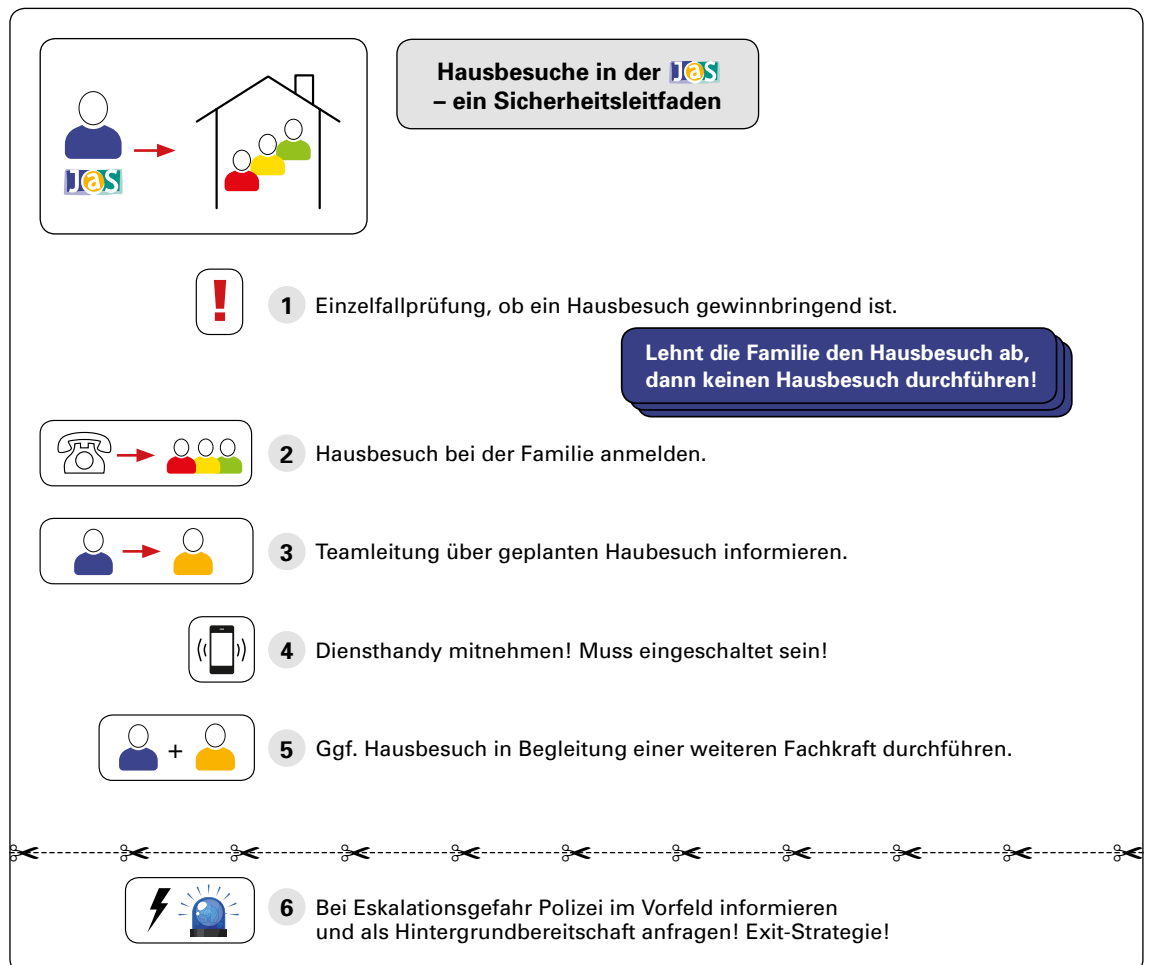 Hausbesuche in der JaS
– ein Sicherheitsleitfaden
JaS
1 Einzelfallprüfung, ob ein Hausbesuch gewinnbringend ist.
Lehnt die Familie den Hausbesuch ab,
dann keinen Hausbesuch durchführen!
2 Hausbesuch bei der Familie anmelden.
3 Teamleitung über geplanten Haubesuch informieren.
4 Diensthandy mitnehmen! Muss eingeschaltet sein!
+
5 Ggf. Hausbesuch in Begleitung einer weiteren Fachkraft durchführen.
6 Bei Eskalationsgefahr Polizei im Vorfeld informieren
und als Hintergrundbereitschaft anfragen! Exit-Strategie!